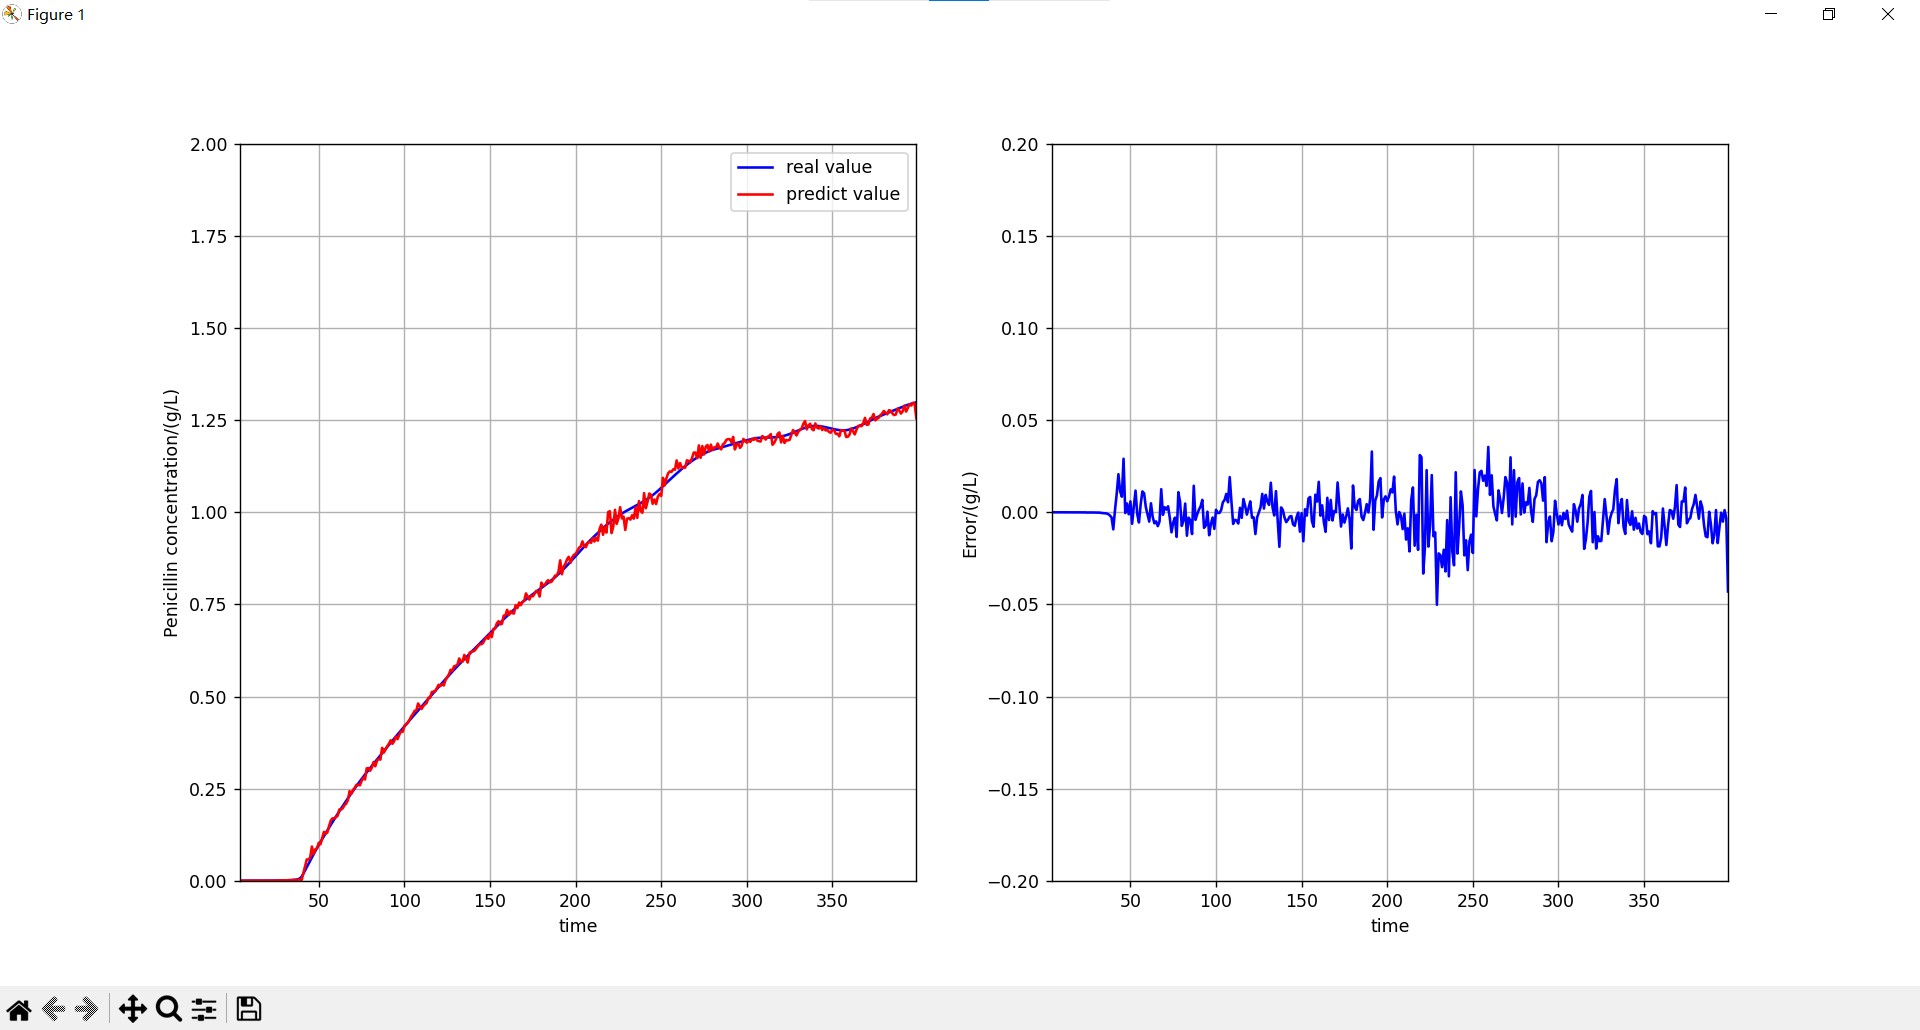 Figure 1
2.00
1.75
1.50
1.25
1.00
0.75
0.50
0.25
0.00
Penicillin concentration/(g/L)
50 100 150 200 250 300 350
time
real value
predict value
0.20
0.15
0.10
0.05
0.00
−0.05
−0.10
−0.15
−0.20
Error/(g/L)
50 100 150 200 250 300 350
time